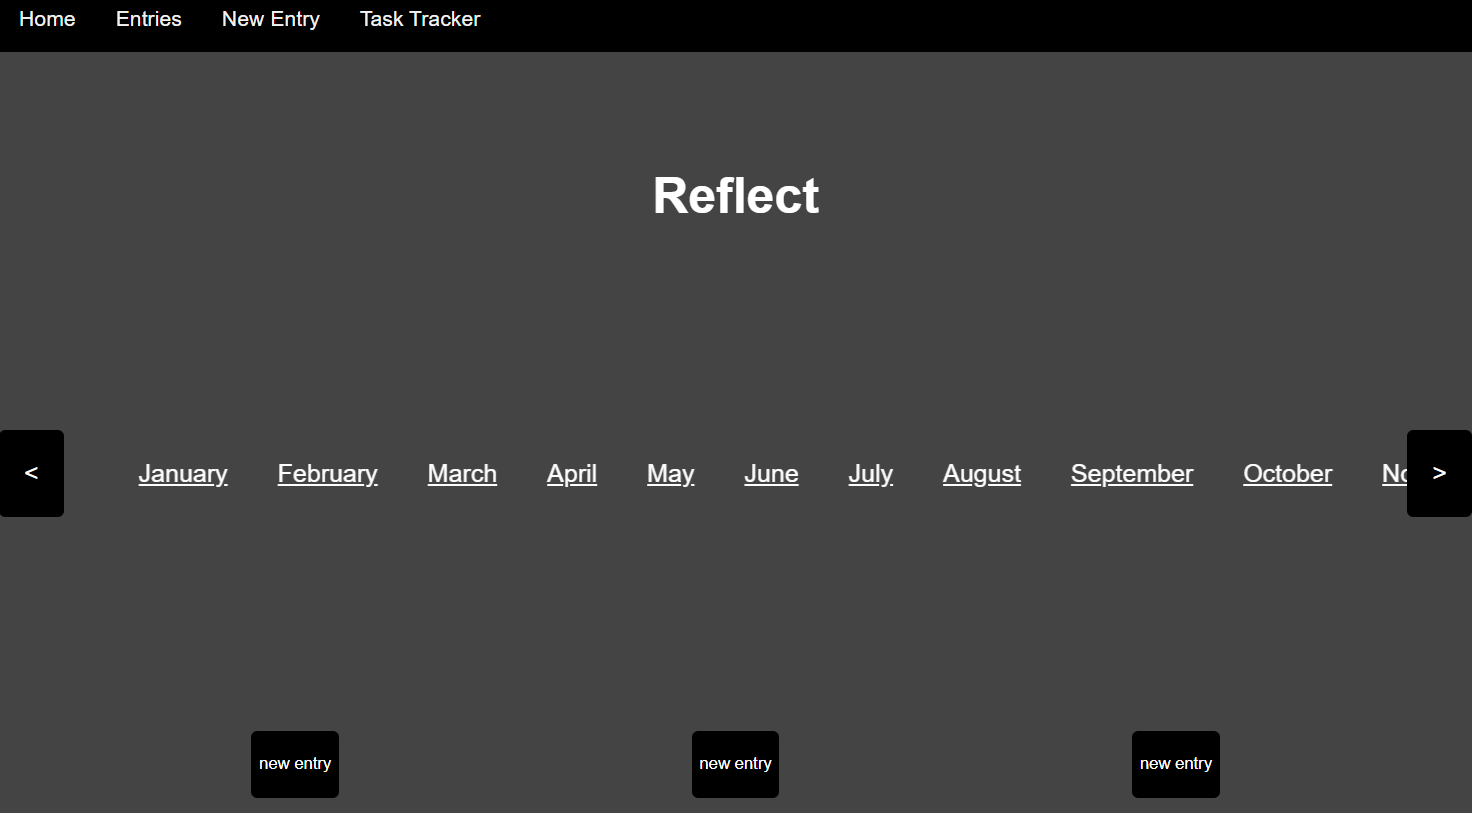 Home Entries New Entry Task Tracker
Reflect
< January February March April May June July August September October No >
new entry new entry new entry